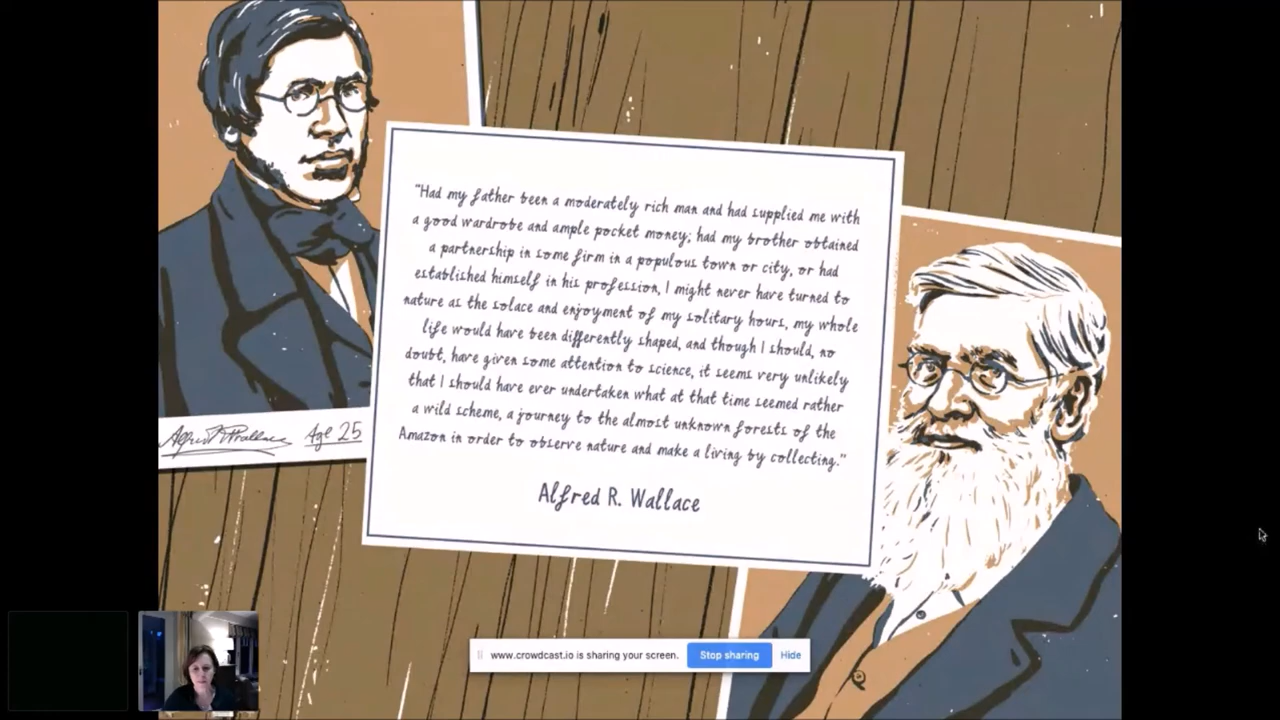 "Had my father been a moderately rich man and had supplied me with
a good wardrobe and ample pocket money; had my brother obtained
a partnership in some firm in a populous town or city, or had
established himself in his profession, I might never have turned to
nature as the solace and enjoyment of my solitary hours, my whole
life would have been differently shaped, and though I should, no
doubt, have given some attention to science, it seems very unlikely
that I should have ever undertaken what at that time seemed rather
a wild scheme, a journey to the almost unknown forests of the
Amazon in order to observe nature and make a living by collecting."
Alfred R. Wallace
Alfred R Wallace Age 25
www.crowdcast.io is sharing your screen. Stop sharing Hide